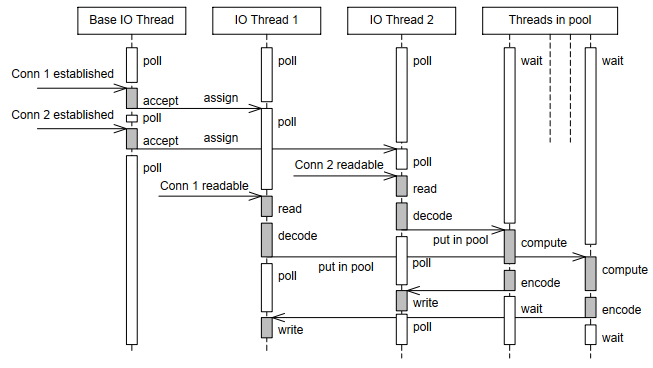 Base IO Thread
IO Thread 1
IO Thread 2
Threads in pool
poll
poll
poll
wait
wait
Conn 1 established
accept
assign
Conn 2 established
poll
poll
accept
assign
poll
poll
Conn 2 readable
Conn 1 readable
read
read
decode
decode
put in pool
compute
put in pool
poll
compute
poll
encode
write
wait
encode
write
poll
wait